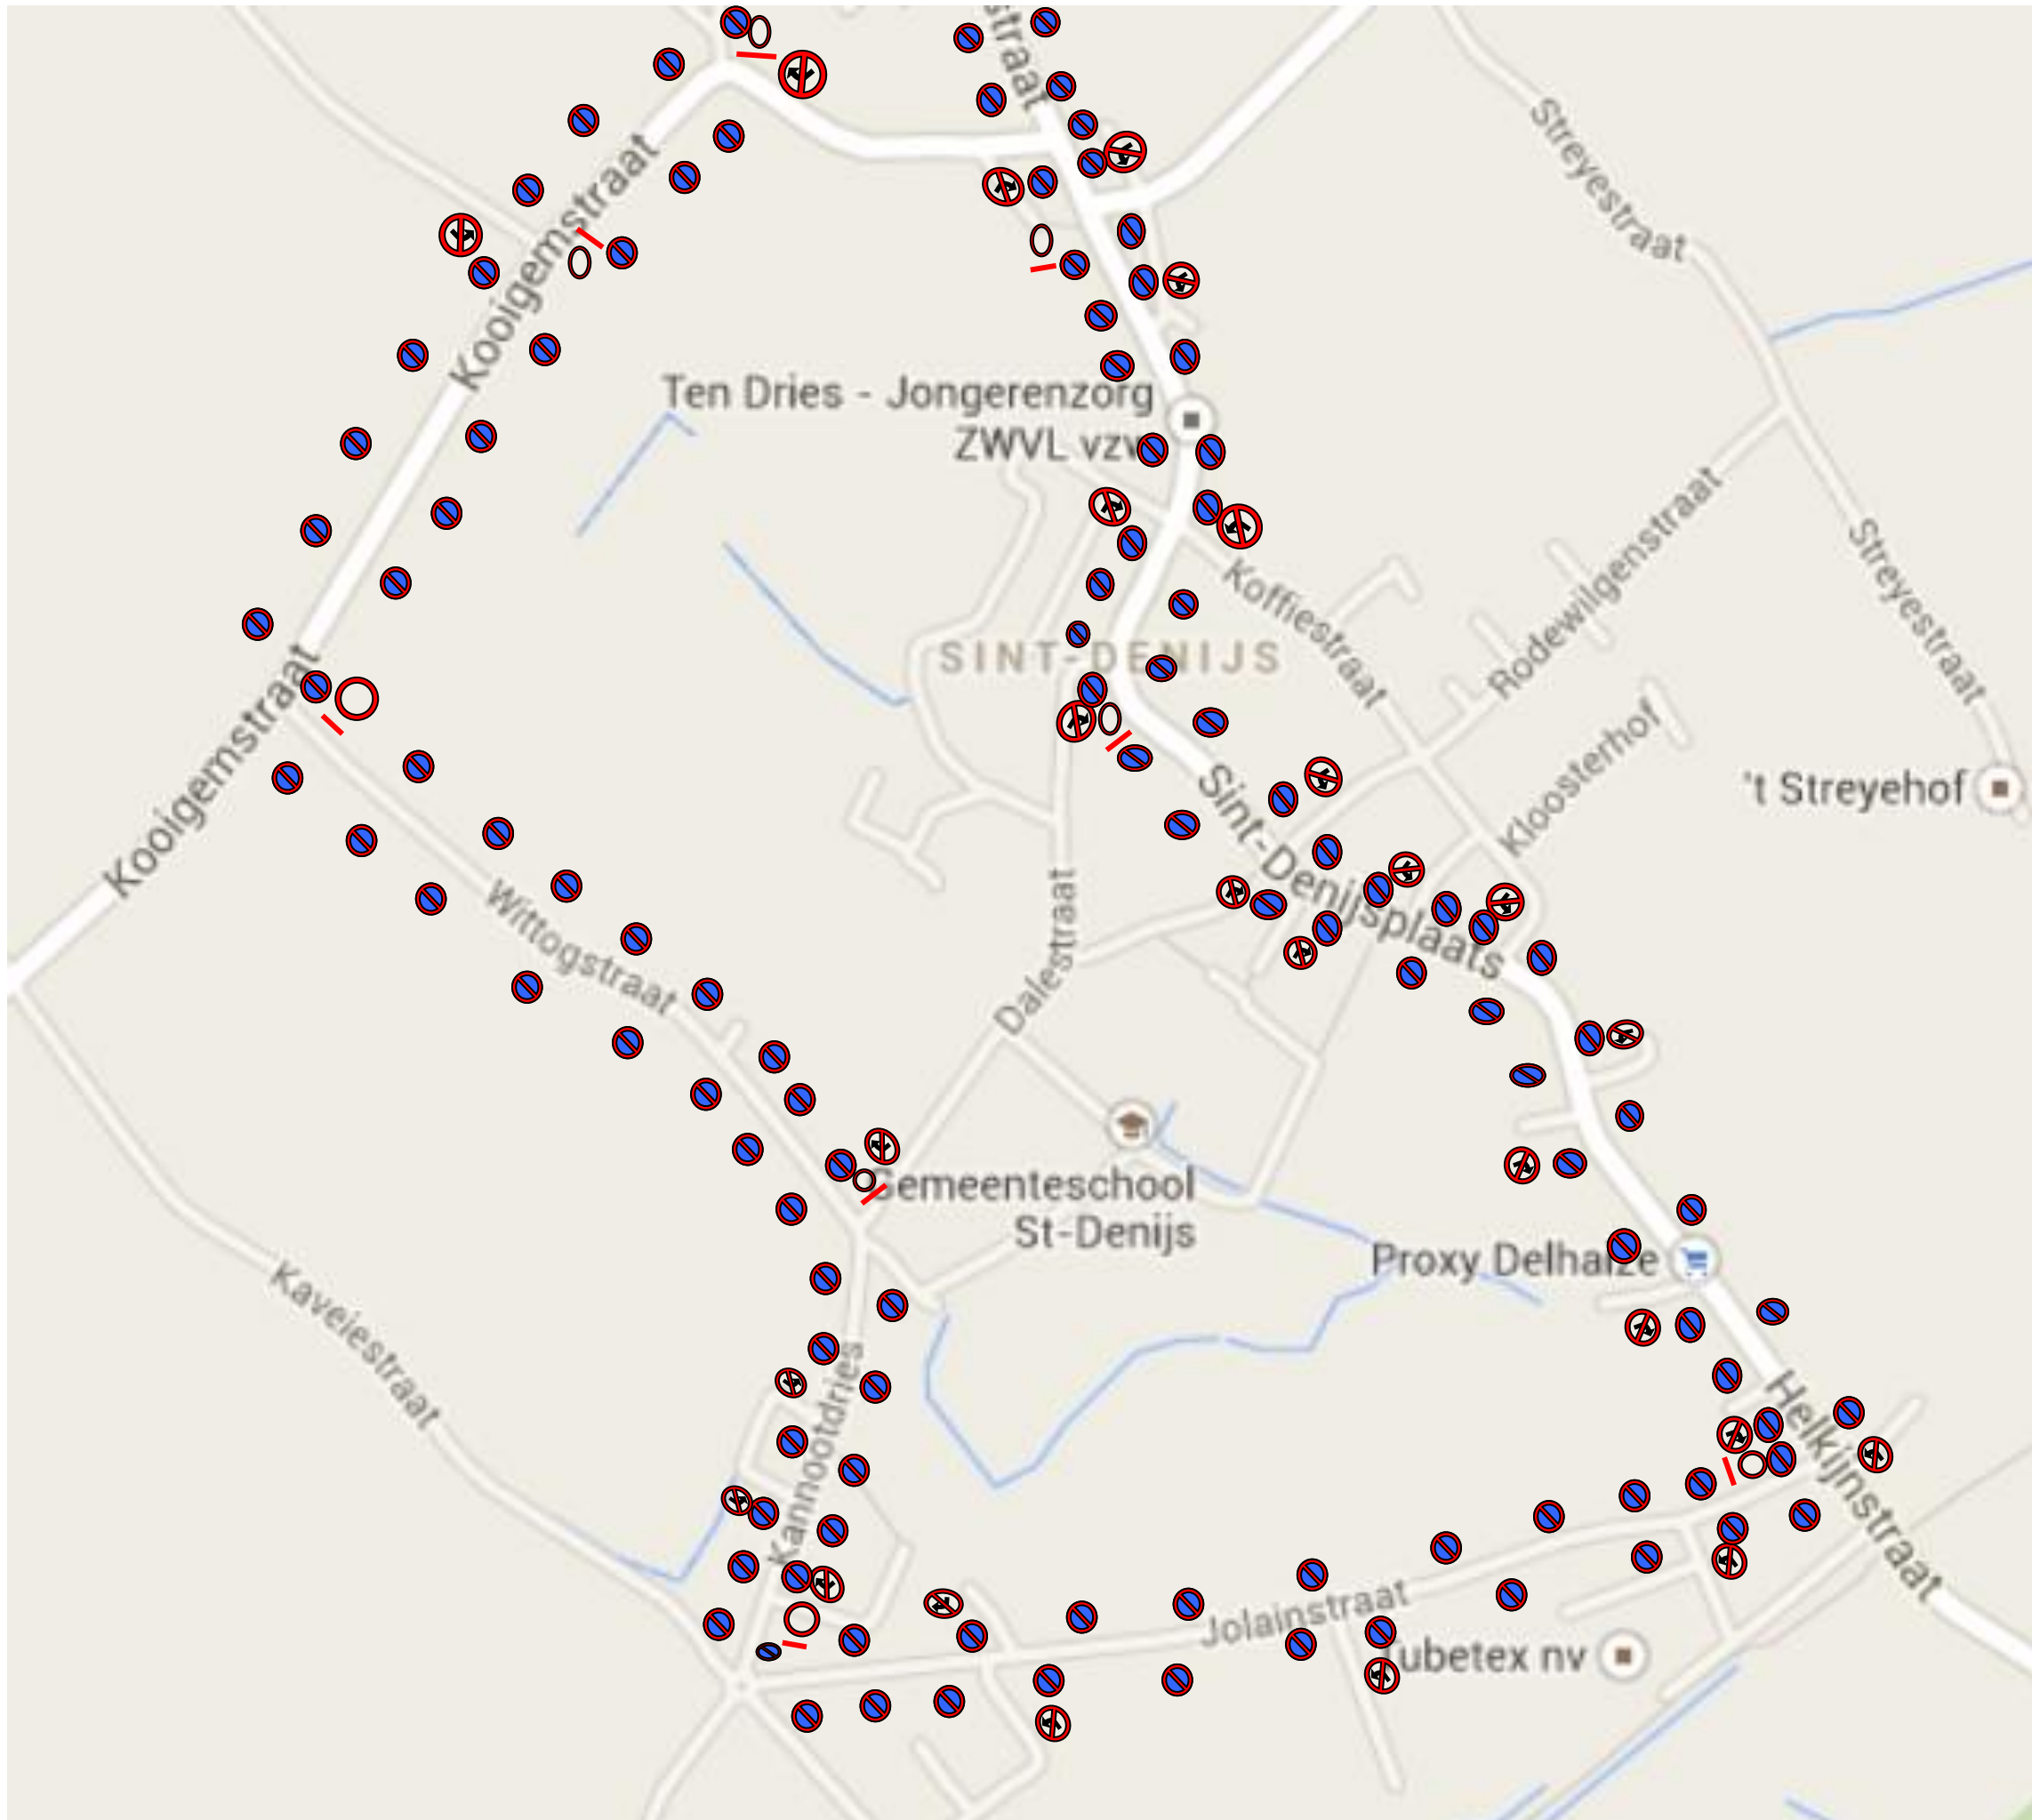 straat
Streyestraat
Kooigemstraat
Ten Dries - Jongerenzorg
ZWVL vzw
Rodewilgenstraat
Streyestraat
Koffiestraat
SINT-DENIJS
Kooigemstraat
Kloosterhof
't Streyehof
Sint-Denijsplaats
Wittogstraat
Dalestraat
Gemeenteschool
St-Denijs
Proxy Delhaize
Kaveiestraat
Kannootdries
Helkijnstraat
Jolainstraat
Tubetex nv